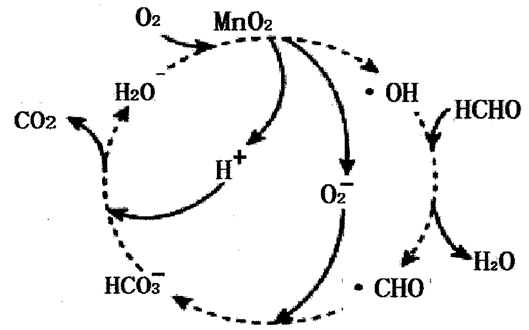 O₂
MnO₂
H₂O⁻
· OH
HCHO
CO₂
H⁺
O₂⁻
H₂O
HCO₃⁻
· CHO